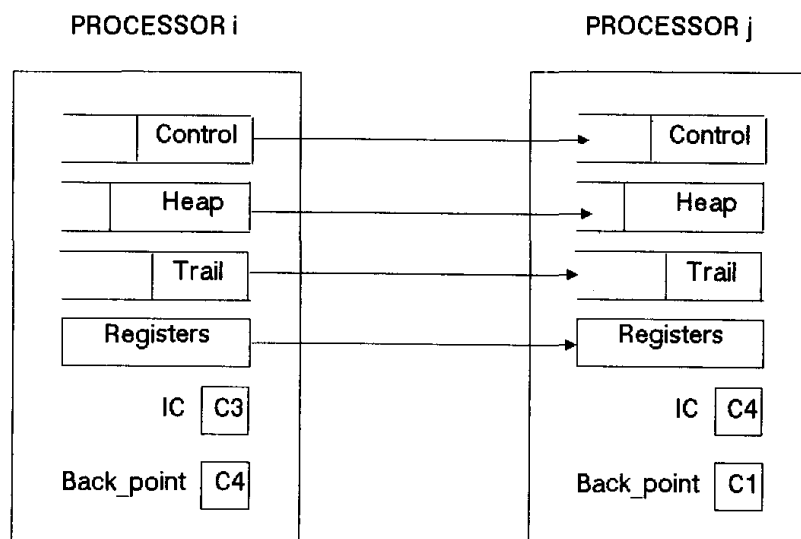 PROCESSOR i PROCESSOR j
Control Control
Heap Heap
Trail Trail
Registers Registers
IC C3 IC C4
Back_point C4 Back_point C1